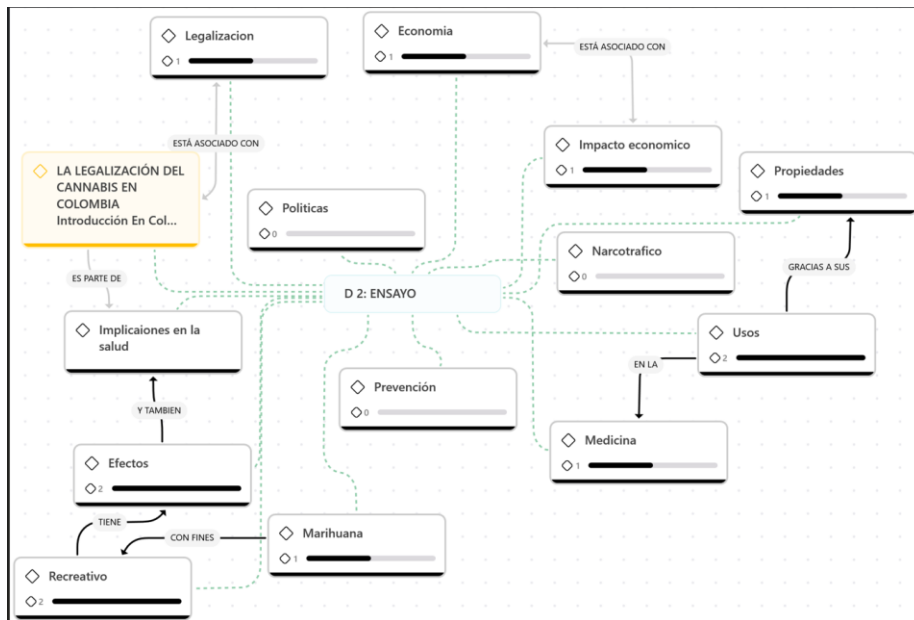 Legalizacion
1
Economía
1
ESTÁ ASOCIADO CON
ESTÁ ASOCIADO CON
LA LEGALIZACIÓN DEL
CANNABIS EN
COLOMBIA
Introducción En Col...
Impacto economico
1
Propiedades
1
Politicas
0
Narcotrafico
0
ES PARTE DE
GRACIAS A SUS
D 2: ENSAYO
Implicaiones en la
salud
Usos
2
EN LA
Prevención
0
Y TAMBIEN
Medicina
1
Efectos
2
TIENE
CON FINES
Marihuana
1
Recreativo
2